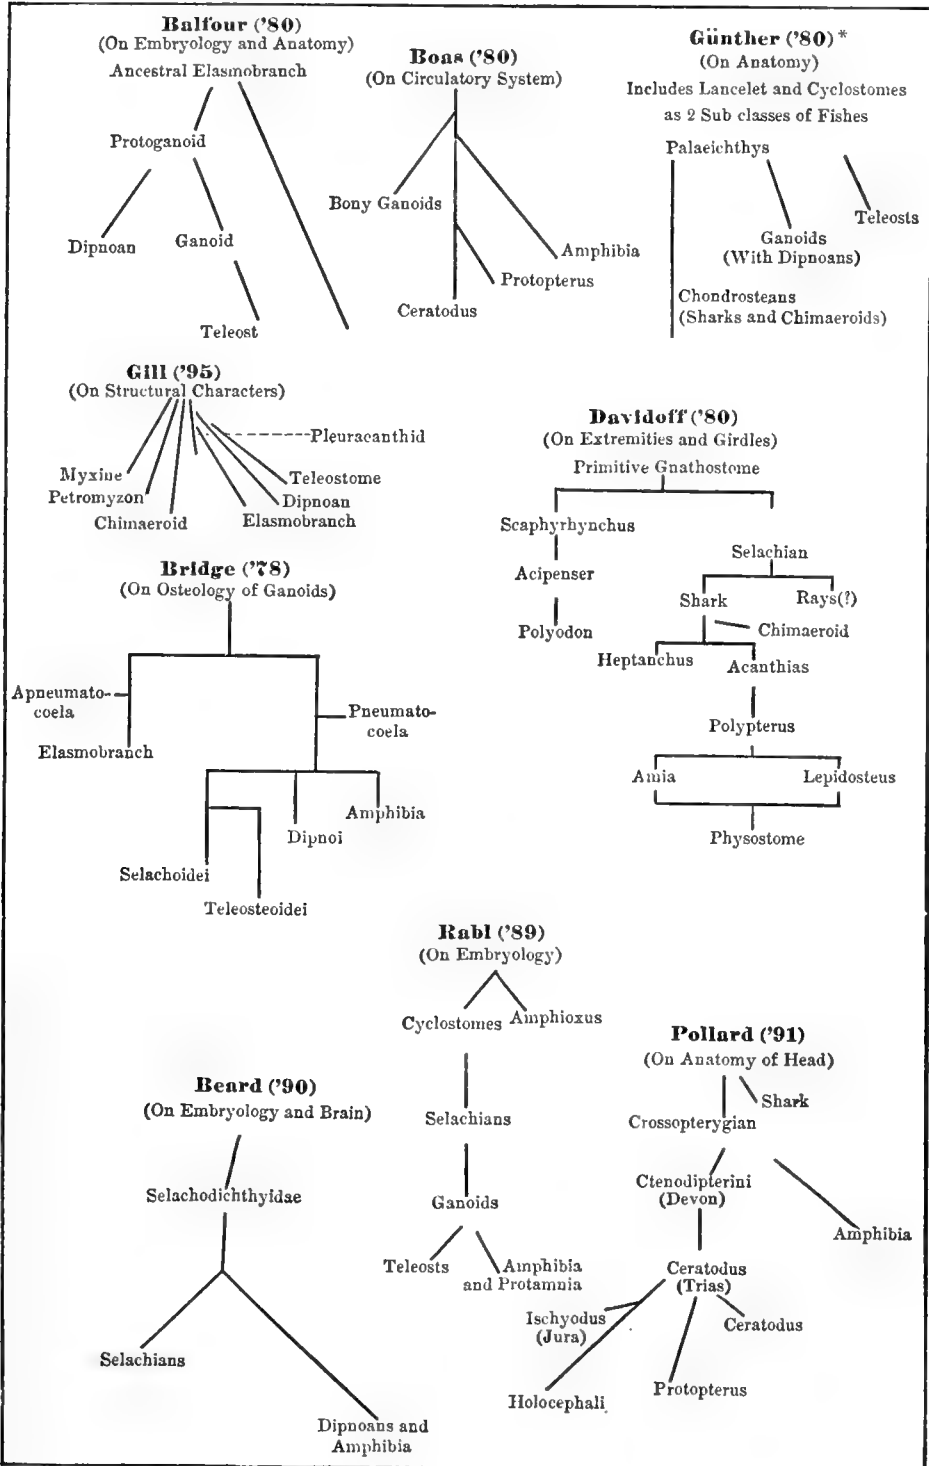 Balfour ('80)
(On Embryology and Anatomy)
Ancestral Elasmobranch
Protoganoid
Dipnoan
Ganoid
Teleost
Boas ('80)
(On Circulatory System)
Bony Ganoids
Amphibia
Protopterus
Ceratodus
Günther ('80) *
(On Anatomy)
Includes Lancelet and Cyclostomes
as 2 Sub classes of Fishes
Palaeichthys
Teleosts
Ganoids
(With Dipnoans)
Chondrosteans
(Sharks and Chimaeroids)
Gill ('95)
(On Structural Characters)
Pleuracanthid
Myxine
Petromyzon
Chimaeroid
Teleostome
Dipnoan
Elasmobranch
Davidoff ('80)
(On Extremities and Girdles)
Primitive Gnathostome
Scaphyrhynchus
Acipenser
Polyodon
Selachian
Shark
Rays(?)
Chimaeroid
Heptanchus
Acanthias
Polypterus
Amia
Lepidosteus
Physostome
Bridge ('78)
(On Osteology of Ganoids)
Apneumato-
coela
Elasmobranch
Pneumato-
coela
Amphibia
Dipnoi
Selachoidei
Teleosteoidei
Rabl ('89)
(On Embryology)
Cyclostomes
Amphioxus
Selachians
Ganoids
Teleosts
Amphibia
and Protamnia
Beard ('90)
(On Embryology and Brain)
Selachodichthyidae
Selachians
Dipnoans and
Amphibia
Pollard ('91)
(On Anatomy of Head)
Shark
Crossopterygian
Ctenodipterini
(Devon)
Amphibia
Ceratodus
(Trias)
Ischyodus
(Jura)
Ceratodus
Protopterus
Holocephali